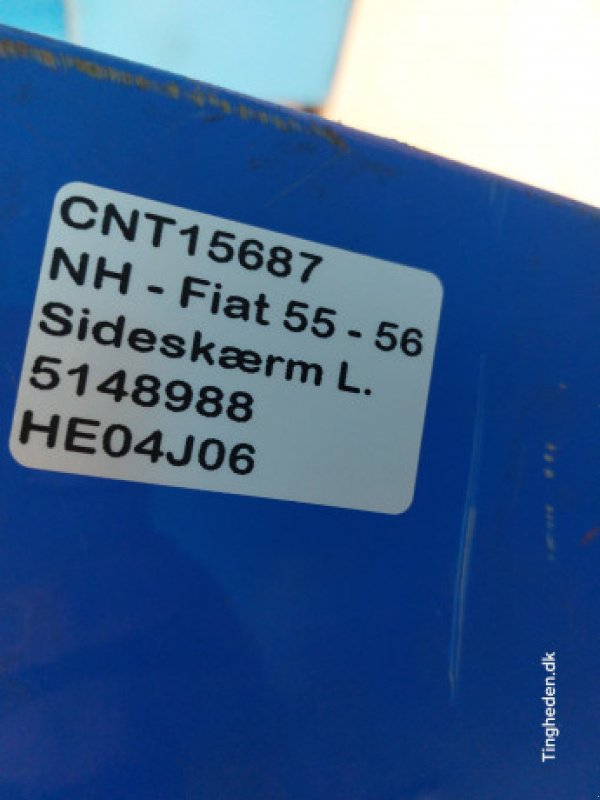 CNT15687
NH - Fiat 55 - 56
Sideskærm L.
5148988
HE04J06
Tingheden.dk